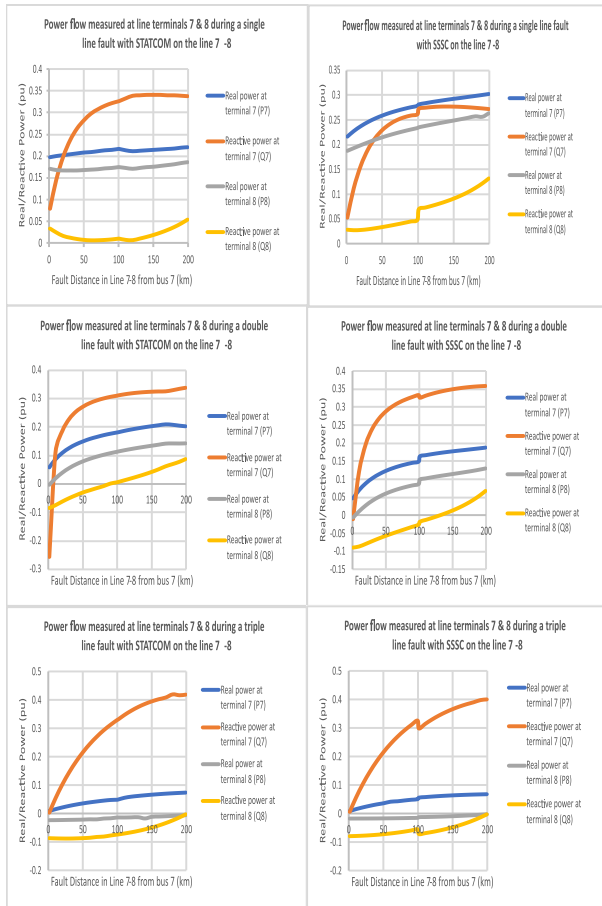 Power flow measured at line terminals 7 & 8 during a single
line fault with STATCOM on the line 7 -8
Real/Reactive Power (pu)
0.4
0.35
0.3
0.25
0.2
0.15
0.1
0.05
0
0 50 100 150 200
Fault Distance in Line 7-8 from bus 7 (km)
Real power at
terminal 7 (P7)
Reactive power at
terminal 7 (Q7)
Real power at
terminal 8 (P8)
Reactive power at
terminal 8 (Q8)
Power flow measured at line terminals 7 & 8 during a single line fault
with SSSC on the line 7 -8
Real/Reactive Power (pu)
0.35
0.3
0.25
0.2
0.15
0.1
0.05
0
0 50 100 150 200
Fault Distance in Line 7-8 from bus 7 (km)
Real power at
terminal 7 (P7)
Reactive power at
terminal 7 (Q7)
Real power at
terminal 8 (P8)
Reactive power at
terminal 8 (Q8)
Power flow measured at line terminals 7 & 8 during a double
line fault with STATCOM on the line 7 -8
Real/Reactive Power (pu)
0.4
0.3
0.2
0.1
0
-0.1
-0.2
-0.3
0 50 100 150 200
Fault Distance in Line 7-8 from bus 7 (km)
Real power at
terminal 7 (P7)
Reactive power at
terminal 7 (Q7)
Real power at
terminal 8 (P8)
Reactive power at
terminal 8 (Q8)
Power flow measured at line terminals 7 & 8 during a double
line fault with SSSC on the line 7 -8
Real/Reactive Power (pu)
0.4
0.35
0.3
0.25
0.2
0.15
0.1
0.05
0
-0.05
-0.1
-0.15
0 50 100 150 200
Fault Distance in Line 7-8 from bus 7 (km)
Real power at
terminal 7 (P7)
Reactive power at
terminal 7 (Q7)
Real power at
terminal 8 (P8)
Reactive power at
terminal 8 (Q8)
Power flow measured at line terminals 7 & 8 during a triple
line fault with STATCOM on the line 7 -8
Real/Reactive Power (pu)
0.5
0.4
0.3
0.2
0.1
0
-0.1
-0.2
0 50 100 150 200
Fault Distance in Line 7-8 from bus 7 (km)
Real power at
terminal 7 (P7)
Reactive power at
terminal 7 (Q7)
Real power at
terminal 8 (P8)
Reactive power at
terminal 8 (Q8)
Power flow measured at line terminals 7 & 8 during a triple
line fault with SSSC on the line 7 -8
Real/Reactive Power (pu)
0.5
0.4
0.3
0.2
0.1
0
-0.1
-0.2
0 50 100 150 200
Fault Distance in Line 7-8 from bus 7 (km)
Real power at
terminal 7 (P7)
Reactive power at
terminal 7 (Q7)
Real power at
terminal 8 (P8)
Reactive power at
terminal 8 (Q8)